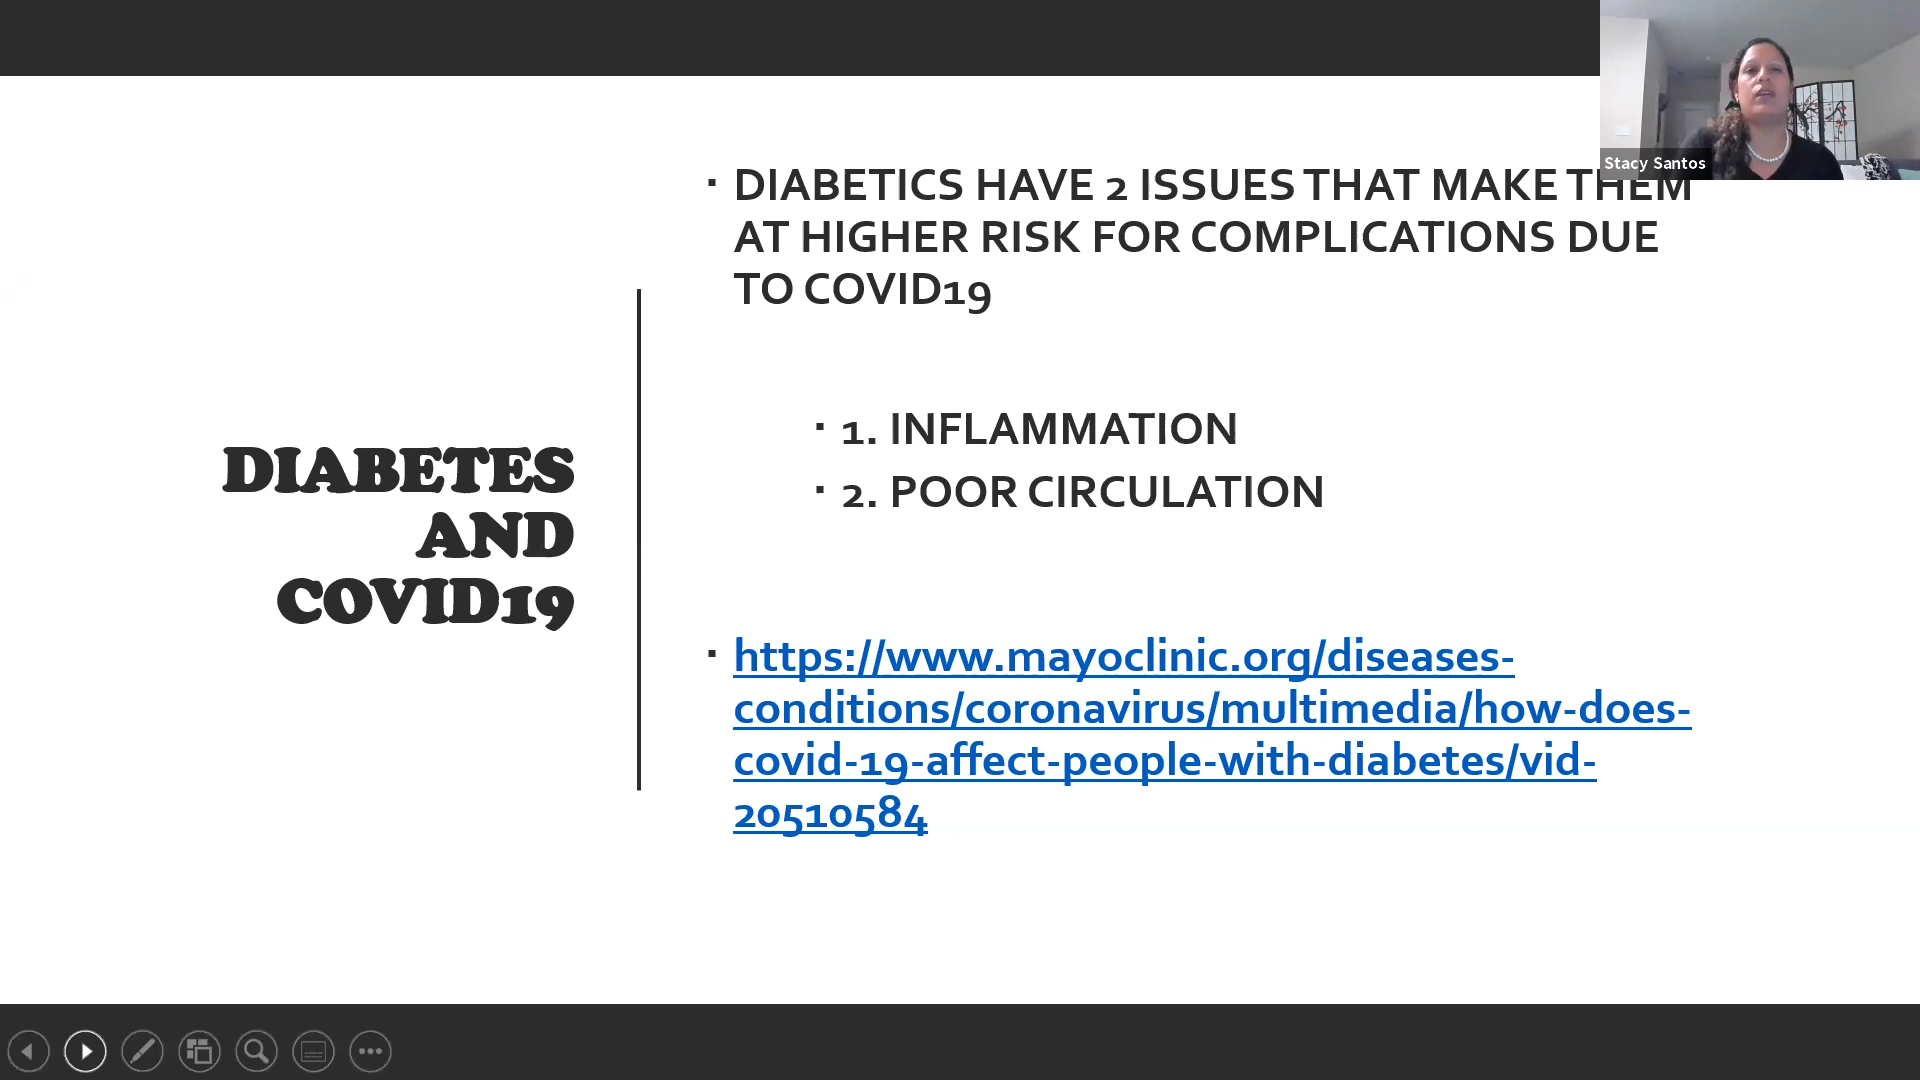 Stacy Santos
DIABETES
AND
COVID19
DIABETICS HAVE 2 ISSUES THAT MAKE THEM
AT HIGHER RISK FOR COMPLICATIONS DUE
TO COVID19
1. INFLAMMATION
2. POOR CIRCULATION
https://www.mayoclinic.org/diseases-
conditions/coronavirus/multimedia/how-does-
covid-19-affect-people-with-diabetes/vid-
20510584